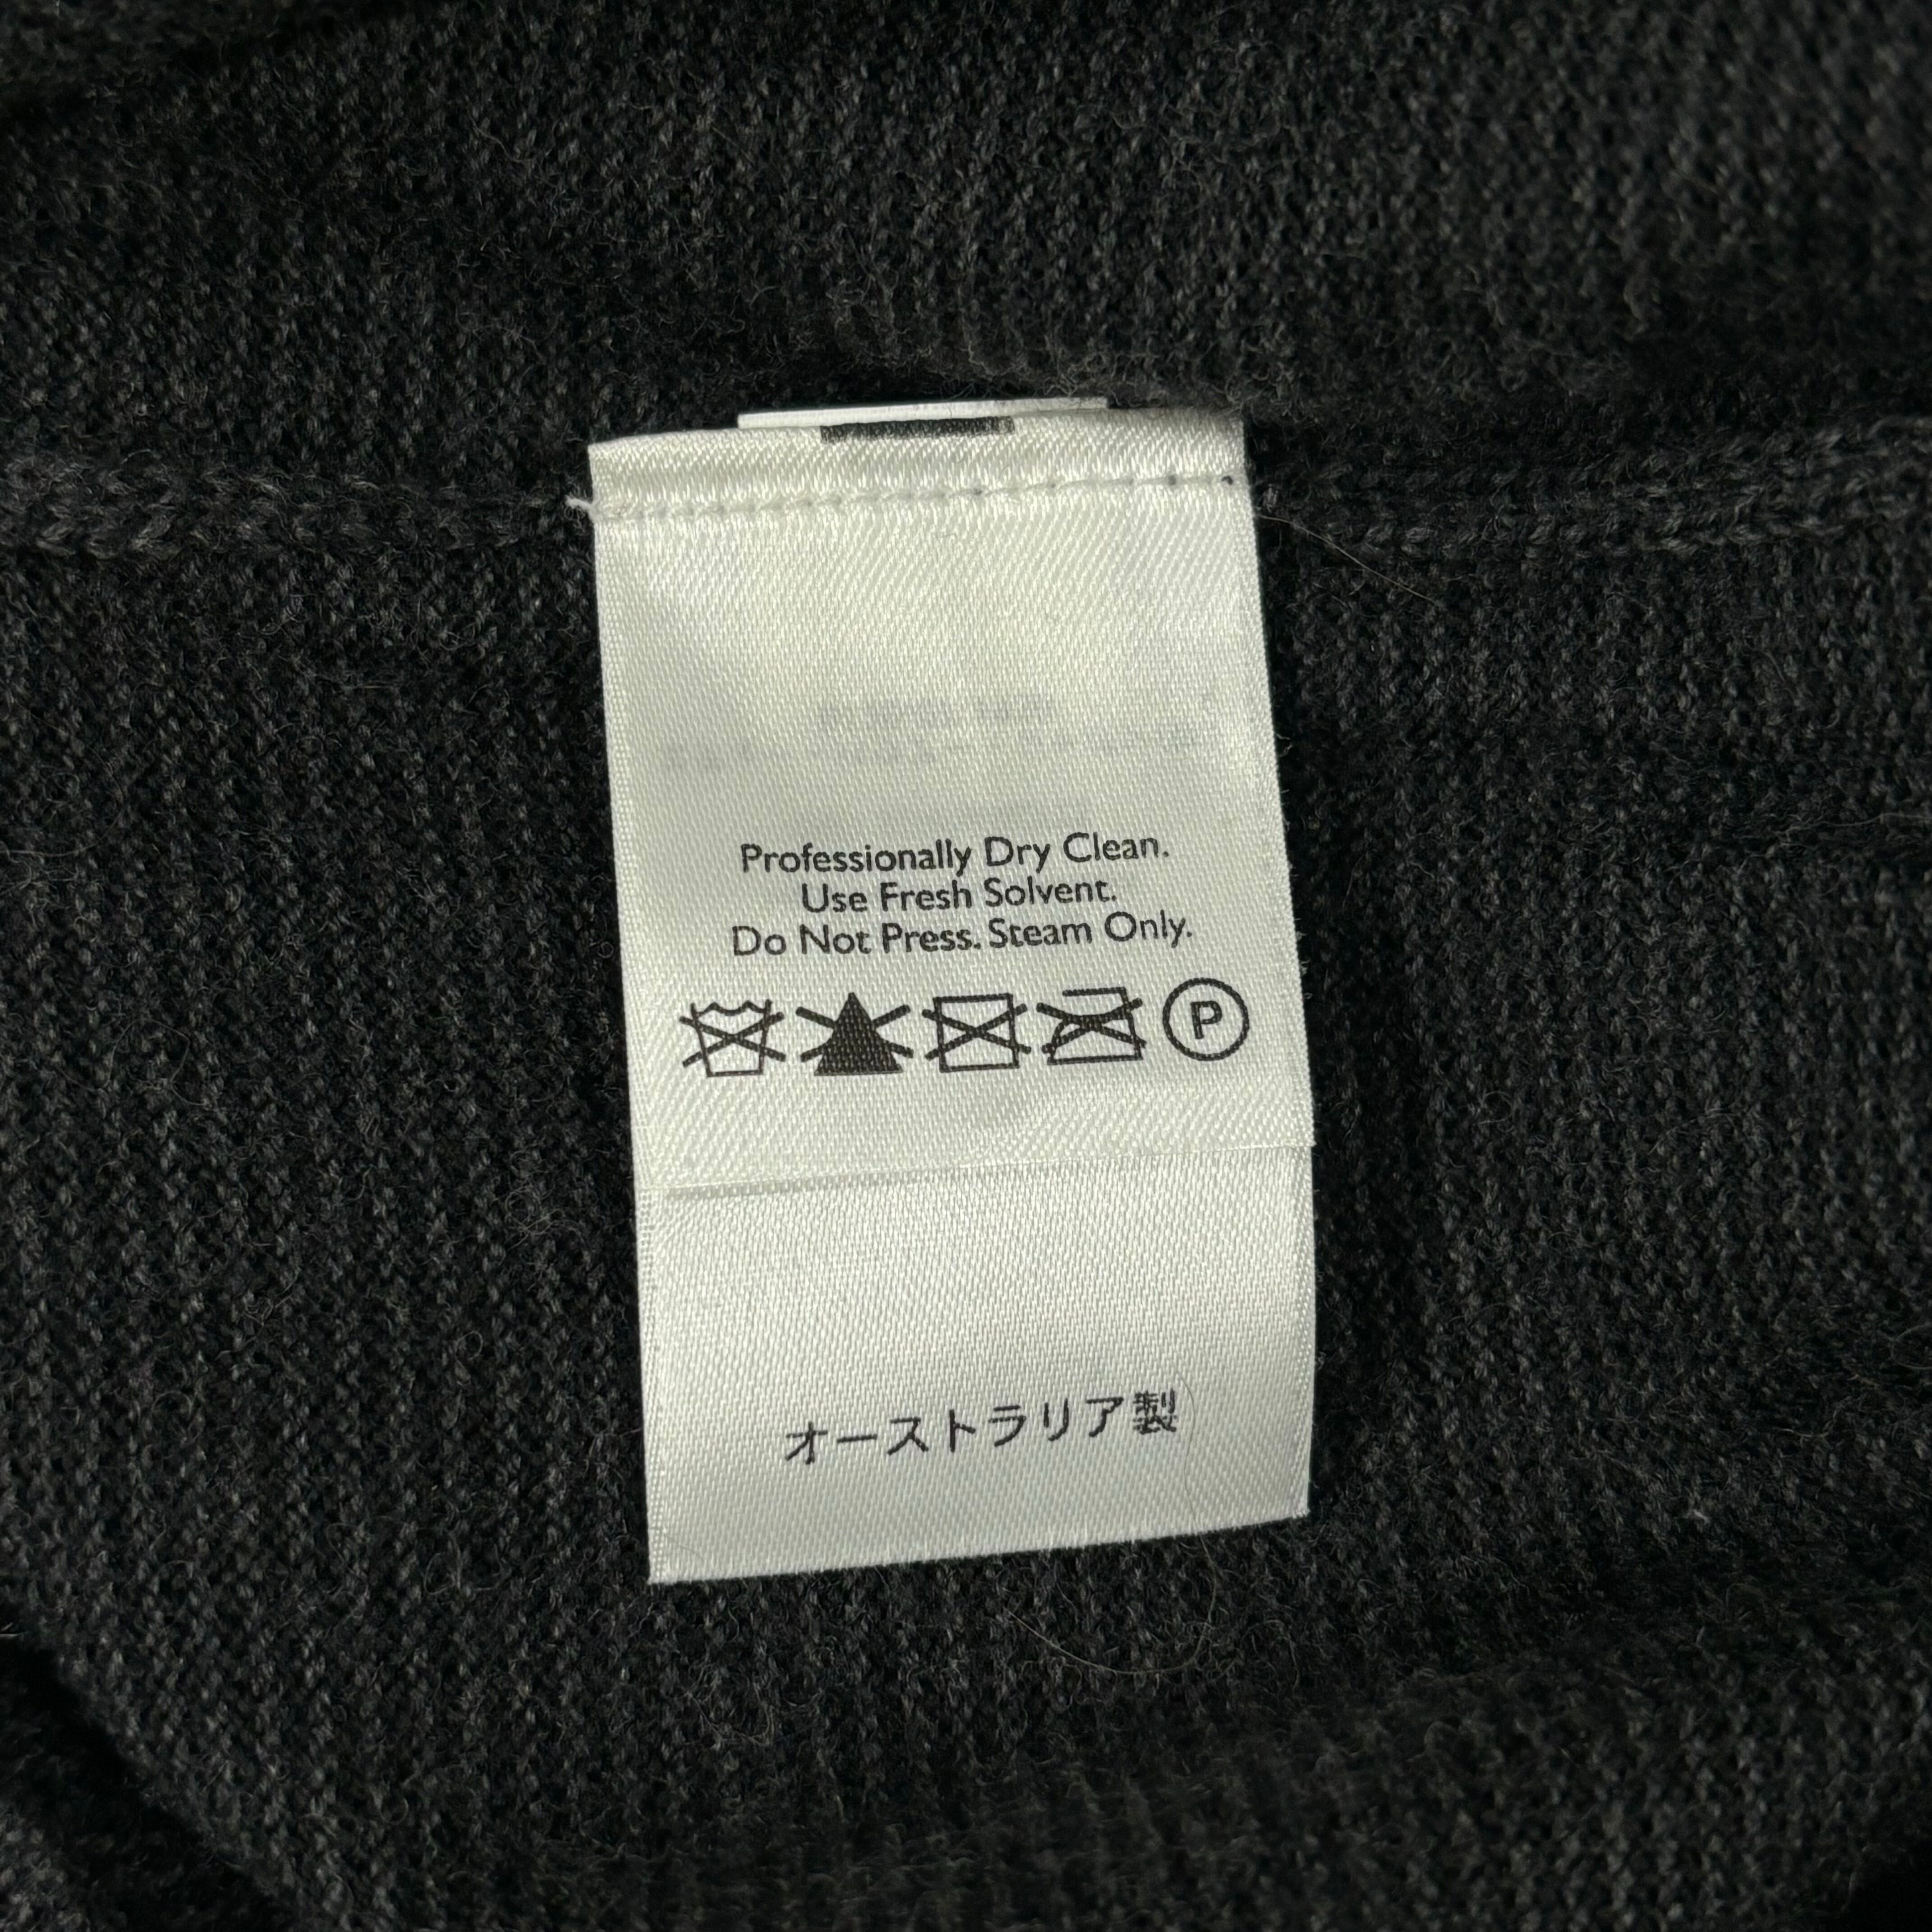 Professionally Dry Clean.
Use Fresh Solvent.
Do Not Press. Steam Only.
P
オーストラリア製